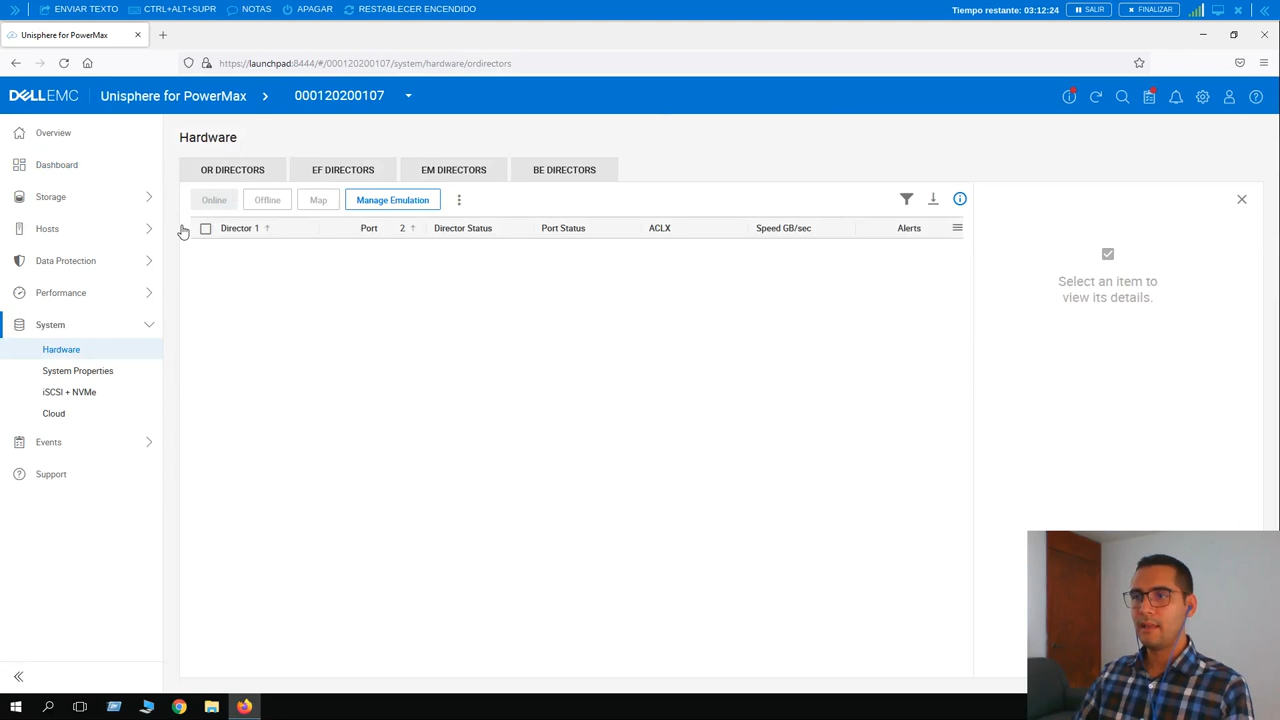 ENVIAR TEXTO CTRL+ALT+SUPR NOTAS APAGAR RESTABLECER ENCENDIDO Tiempo restante: 03:12:24 SALIR FINALIZAR
Unisphere for PowerMax
https://launchpad:8444/#/000120200107/system/hardware/ordirectors
DELLEMC Unisphere for PowerMax 000120200107
Overview
Dashboard
Storage
Hosts
Data Protection
Performance
System
Hardware
System Properties
iSCSI + NVMe
Cloud
Events
Support
Hardware
OR DIRECTORS EF DIRECTORS EM DIRECTORS BE DIRECTORS
Online Offline Map Manage Emulation
Director 1 Port 2 Director Status Port Status ACLX Speed GB/sec Alerts
Select an item to
view its details.